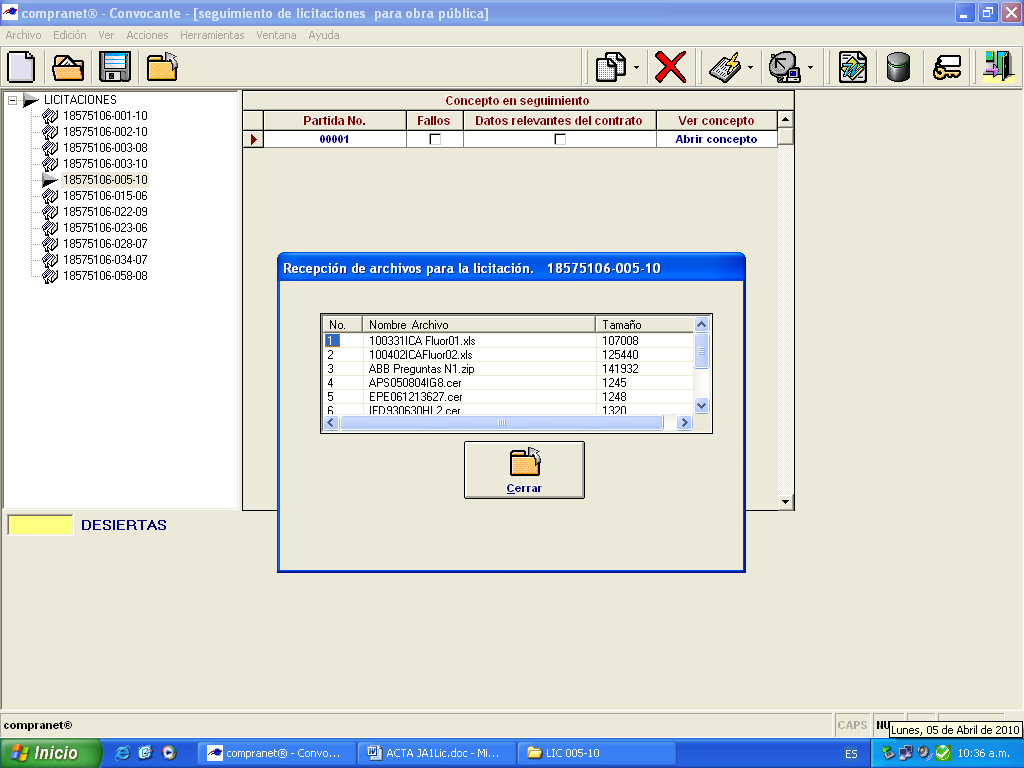 compranet® - Convocante - [seguimiento de licitaciones  para obra pública]
Archivo Edición Ver Acciones Herramientas Ventana Ayuda
LICITACIONES
18575106-001-10
18575106-002-10
18575106-003-08
18575106-003-10
18575106-005-10
18575106-015-06
18575106-022-09
18575106-023-06
18575106-028-07
18575106-034-07
18575106-058-08
Concepto en seguimiento
Partida No. Fallos Datos relevantes del contrato Ver concepto
00001 Abrir concepto
Recepción de archivos para la licitación. 18575106-005-10
No. Nombre Archivo Tamaño
1 100331ICA Fluor01.xls 107008
2 100402ICAFluor02.xls 125440
3 ABB Preguntas N1.zip 141932
4 APS050804IG8.cer 1245
5 EPE061213627.cer 1248
6 IFD930630HL2.cer 1320
Cerrar
DESIERTAS
compranet®
CAPS NU
Lunes, 05 de Abril de 2010
Inicio
compranet® - Convo...
ACTA JA1Lic.doc - Mi...
LIC 005-10
ES
10:36 a.m.